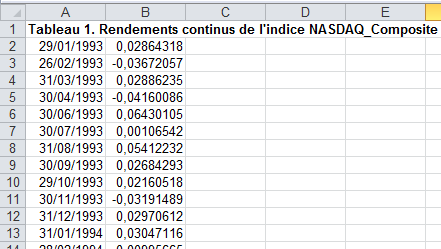 A B C D E
1 Tableau 1. Rendements continus de l'indice NASDAQ_Composite
2 29/01/1993 0,02864318
3 26/02/1993 -0,03672057
4 31/03/1993 0,02886235
5 30/04/1993 -0,04160086
6 30/06/1993 0,06430105
7 30/07/1993 0,00106542
8 31/08/1993 0,05412232
9 30/09/1993 0,02684293
10 29/10/1993 0,02160518
11 30/11/1993 -0,03191489
12 31/12/1993 0,02970612
13 31/01/1994 0,03047116